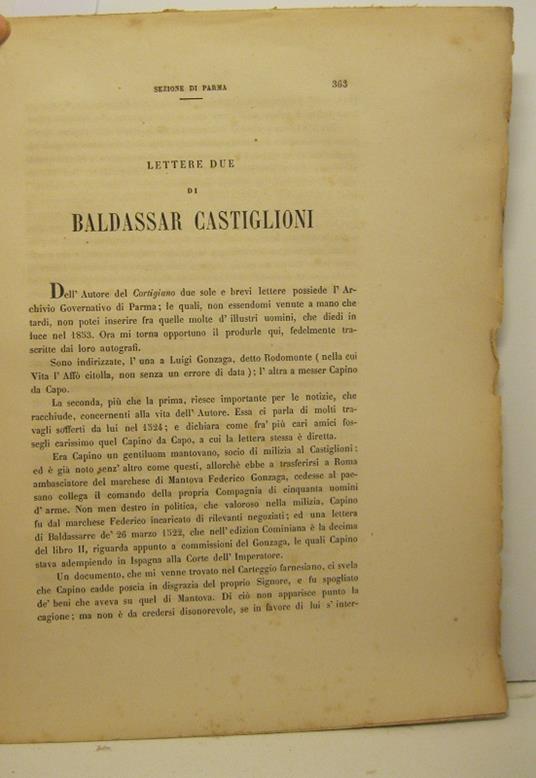 SEZIONE DI PARMA 363
LETTERE DUE
DI
BALDASSAR CASTIGLIONI
Dell' Autore del Cortigiano due sole e brevi lettere possiede l' Ar-
chivio Governativo di Parma; le quali, non essendomi venute a mano che
tardi, non potei inserire fra quelle molte d' illustri uomini, che diedi in
luce nel 1853. Ora mi torna opportuno il produrle qui, fedelmente tra-
scritte dai loro autografi.
Sono indirizzate, l' una a Luigi Gonzaga, detto Rodomonte (nella cui
Vita l' Affò citolla, non senza un errore di data); l' altra a messer Capino
da Capo.
La seconda, più che la prima, riesce importante per le notizie, che
racchiude, concernenti alla vita dell' Autore. Essa ci parla di molti tra-
vagli sofferti da lui nel 1524; e dichiara come fra' più cari amici fos-
segli carissimo quel Capino da Capo, a cui la lettera stessa è diretta.
Era Capino un gentiluom mantovano, socio di milizia al Castiglioni:
ed è già noto senz' altro come questi, allorchè ebbe a trasferirsi a Roma
ambasciatore del marchese di Mantova Federico Gonzaga, cedesse al pae-
sano collega il comando della propria Compagnia di cinquanta uomini
d' arme. Non men destro in politica, che valoroso nella milizia, Capino
fu dal marchese Federico incaricato di rilevanti negoziati; ed una lettera
di Baldassarre de' 26 marzo 1522, che nell' edizion Cominiana è la decima
del libro II, riguarda appunto a commissioni del Gonzaga, le quali Capino
stava adempiendo in Ispagna alla Corte dell' Imperatore.
Un documento, che mi venne trovato nel Carteggio farnesiano, ci svela
che Capino cadde poscia in disgrazia del proprio Signore, e fu spogliato
de' beni che aveva su quel di Mantova. Di ciò non apparisce punto la
cagione; ma non è da credersi disonorevole, se in favore di lui s' inter-